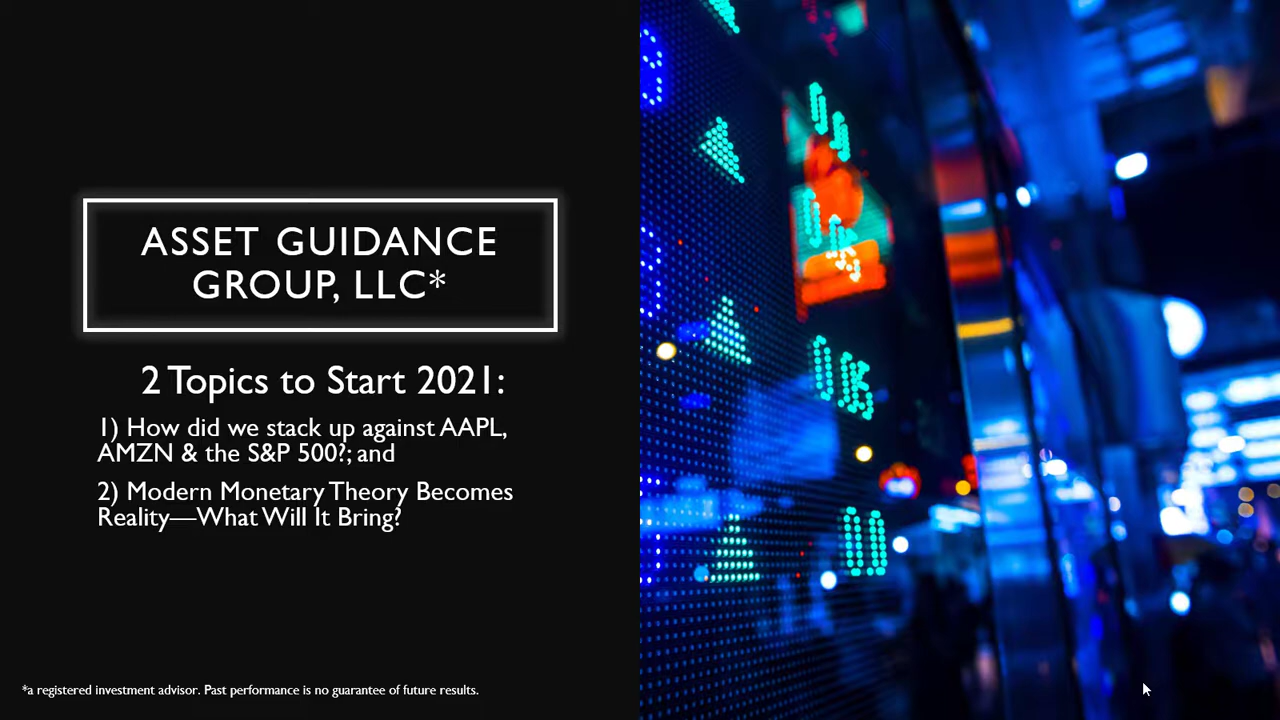 ASSET GUIDANCE
GROUP, LLC*
2 Topics to Start 2021:
1) How did we stack up against AAPL,
AMZN & the S&P 500?; and
2) Modern Monetary Theory Becomes
Reality—What Will It Bring?
*a registered investment advisor. Past performance is no guarantee of future results.